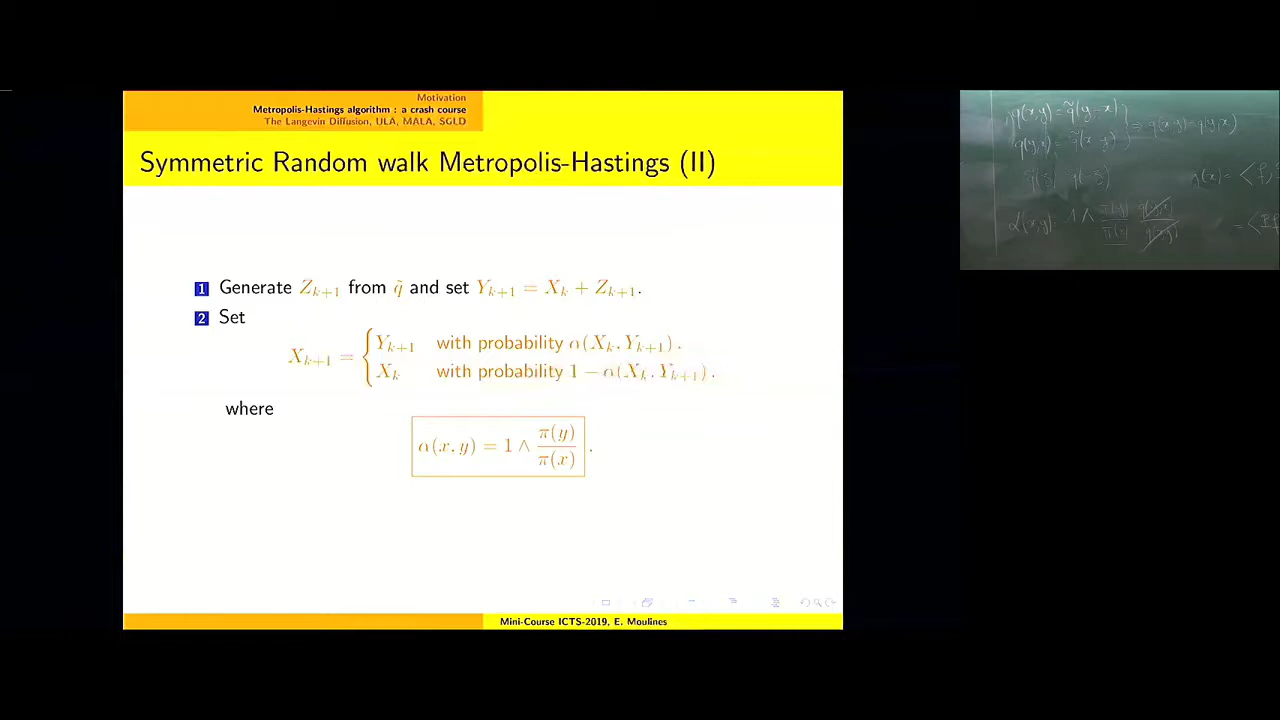 Motivation
Metropolis-Hastings algorithm : a crash course
The Langevin Diffusion, ULA, MALA, SGLD
Symmetric Random walk Metropolis-Hastings (II)
1 Generate Z_{k+1} from q̃ and set Y_{k+1} = X_k + Z_{k+1}.
2 Set
X_{k+1} = { Y_{k+1} with probability α(X_k, Y_{k+1}) .
X_k with probability 1 − α(X_k, Y_{k+1}) .
where
α(x, y) = 1 ∧ π(y)/π(x) .
Mini-Course ICTS-2019, E. Moulines
q(x,y) = q̃(y-x)
q(y,x) = q̃(x-y)
α(x,y) = 1 ∧